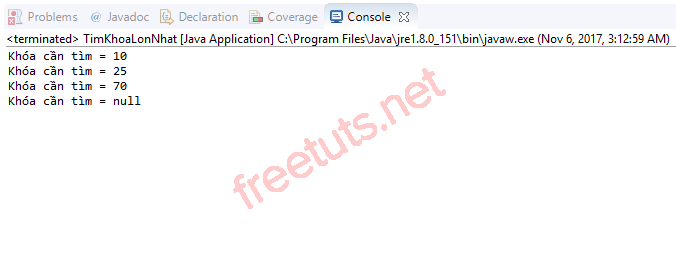 Problems @ Javadoc Declaration Coverage Console
<terminated> TimKhoaLonNhat [Java Application] C:\Program Files\Java\jre1.8.0_151\bin\javaw.exe (Nov 6, 2017, 3:12:59 AM)
Khóa cần tìm = 10
Khóa cần tìm = 25
Khóa cần tìm = 70
Khóa cần tìm = null
freetuts.net